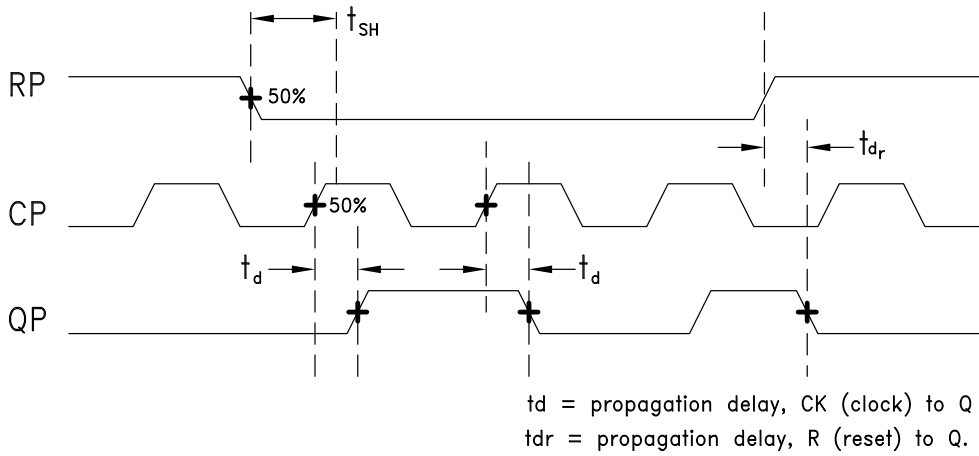 tSH
RP
50%
tdr
CP
50%
td
td
QP
td = propagation delay, CK (clock) to Q
tdr = propagation delay, R (reset) to Q.